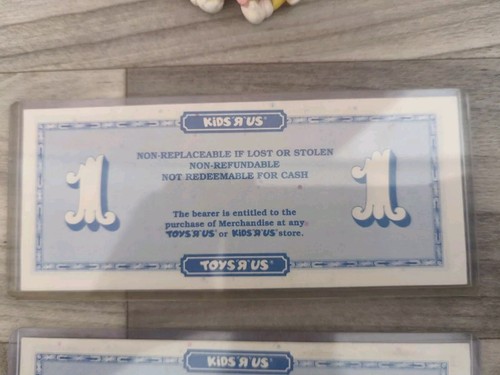 KIDS "R" US
NON-REPLACEABLE IF LOST OR STOLEN
NON-REFUNDABLE
NOT REDEEMABLE FOR CASH
1 1
The bearer is entitled to the
purchase of Merchandise at any
TOYS "R" US or KIDS "R" US store.
TOYS "R" US
KIDS "R" US